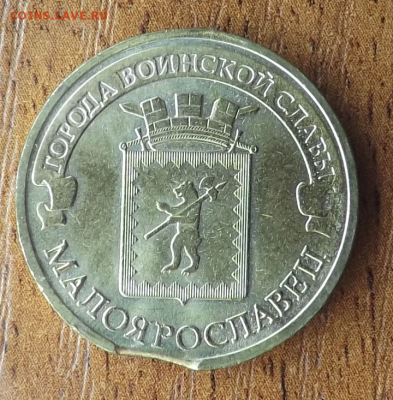 COINS.LAVE.RU
ГОРОДА ВОИНСКОЙ СЛАВЫ
МАЛОЯРОСЛАВЕЦ